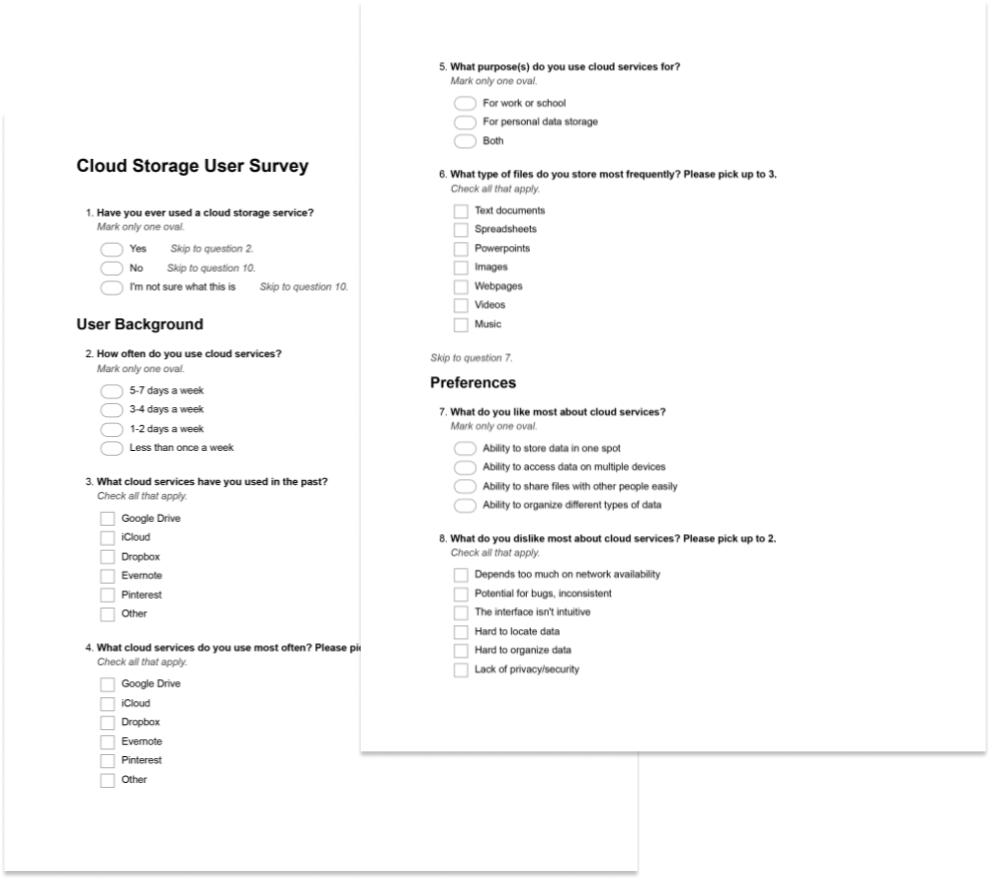 Cloud Storage User Survey
1. Have you ever used a cloud storage service?
Mark only one oval.
Yes Skip to question 2.
No Skip to question 10.
I'm not sure what this is Skip to question 10.
User Background
2. How often do you use cloud services?
Mark only one oval.
5-7 days a week
3-4 days a week
1-2 days a week
Less than once a week
3. What cloud services have you used in the past?
Check all that apply.
Google Drive
iCloud
Dropbox
Evernote
Pinterest
Other
4. What cloud services do you use most often? Please
Check all that apply.
Google Drive
iCloud
Dropbox
Evernote
Pinterest
Other
5. What purpose(s) do you use cloud services for?
Mark only one oval.
For work or school
For personal data storage
Both
6. What type of files do you store most frequently? Please pick up to 3.
Check all that apply.
Text documents
Spreadsheets
Powerpoints
Images
Webpages
Videos
Music
Skip to question 7.
Preferences
7. What do you like most about cloud services?
Mark only one oval.
Ability to store data in one spot
Ability to access data on multiple devices
Ability to share files with other people easily
Ability to organize different types of data
8. What do you dislike most about cloud services? Please pick up to 2.
Check all that apply.
Depends too much on network availability
Potential for bugs, inconsistent
The interface isn't intuitive
Hard to locate data
Hard to organize data
Lack of privacy/security